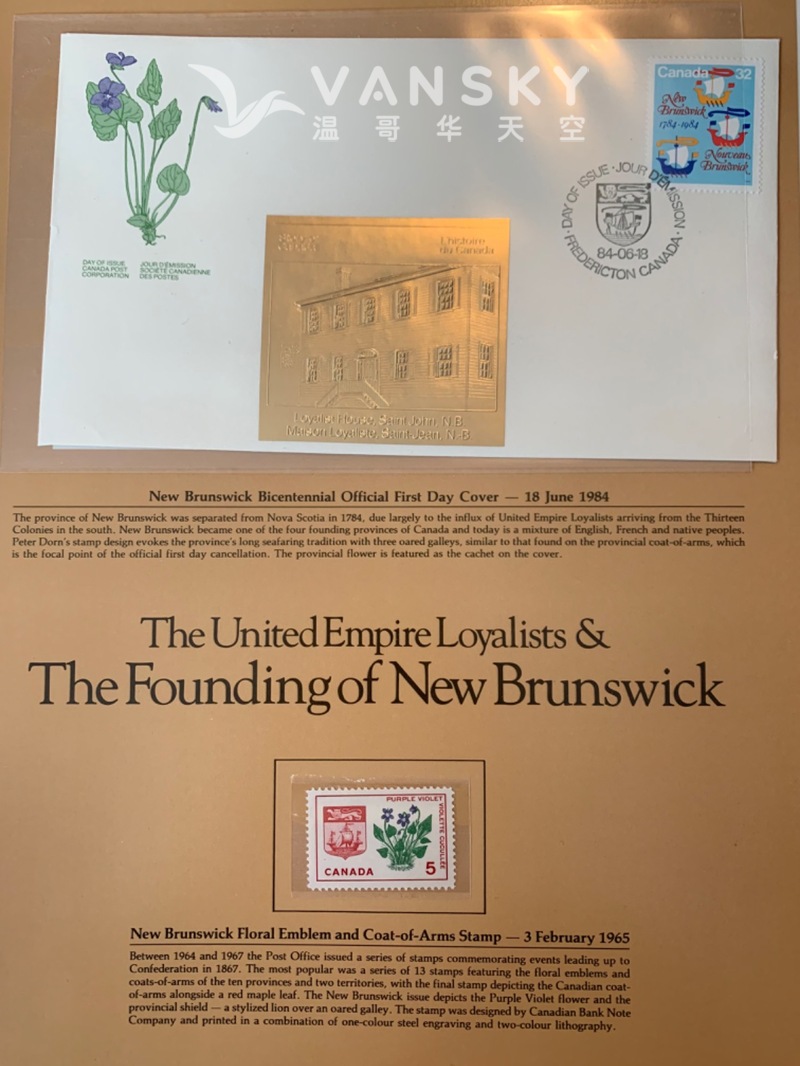 VANSKY
温哥华天空
Canada 32
New
Brunswick
1784-1984
Nouveau
Brunswick
DAY OF ISSUE · JOUR D'ÉMISSION
84-06-18
· FREDERICTON CANADA ·
DAY OF ISSUE
CANADA POST
CORPORATION
JOUR D'ÉMISSION
SOCIÉTÉ CANADIENNE
DES POSTES
L'histoire
du Canada
Loyalist House, Saint John, N.B.
Maison Loyaliste, Saint-Jean, N.-B.
New Brunswick Bicentennial Official First Day Cover — 18 June 1984
The province of New Brunswick was separated from Nova Scotia in 1784, due largely to the influx of United Empire Loyalists arriving from the Thirteen
Colonies in the south. New Brunswick became one of the four founding provinces of Canada and today is a mixture of English, French and native peoples.
Peter Dorn's stamp design evokes the province's long seafaring tradition with three oared galleys, similar to that found on the provincial coat-of-arms, which
is the focal point of the official first day cancellation. The provincial flower is featured as the cachet on the cover.
The United Empire Loyalists &
The Founding of New Brunswick
PURPLE VIOLET
VIOLETTE CUCULLÉE
CANADA 5
New Brunswick Floral Emblem and Coat-of-Arms Stamp — 3 February 1965
Between 1964 and 1967 the Post Office issued a series of stamps commemorating events leading up to
Confederation in 1867. The most popular was a series of 13 stamps featuring the floral emblems and
coats-of-arms of the ten provinces and two territories, with the final stamp depicting the Canadian coat-
of-arms alongside a red maple leaf. The New Brunswick issue depicts the Purple Violet flower and the
provincial shield — a stylized lion over an oared galley. The stamp was designed by Canadian Bank Note
Company and printed in a combination of one-colour steel engraving and two-colour lithography.